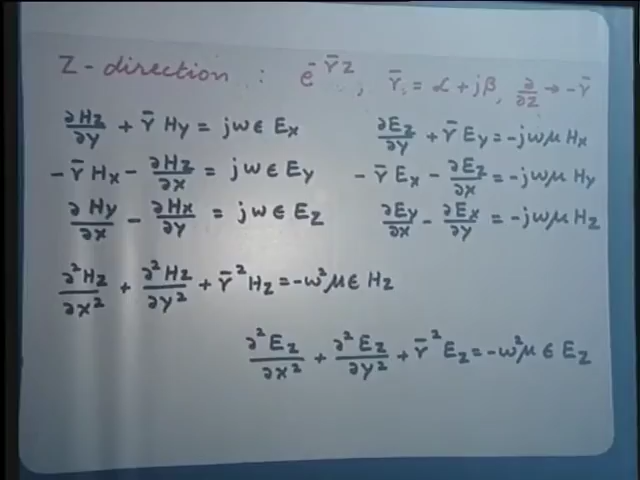 Z-direction : e^{-γ̄z}, γ̄ = α + jβ, ∂/∂z → -γ̄
∂Hz/∂y + γ̄ Hy = jωϵ Ex    ∂Ez/∂y + γ̄ Ey = -jωμ Hx
-γ̄ Hx - ∂Hz/∂x = jωϵ Ey    -γ̄ Ex - ∂Ez/∂x = -jωμ Hy
∂Hy/∂x - ∂Hx/∂y = jωϵ Ez    ∂Ey/∂x - ∂Ex/∂y = -jωμ Hz
∂²Hz/∂x² + ∂²Hz/∂y² + γ̄² Hz = -ω²μϵ Hz
∂²Ez/∂x² + ∂²Ez/∂y² + γ̄² Ez = -ω²μϵ Ez